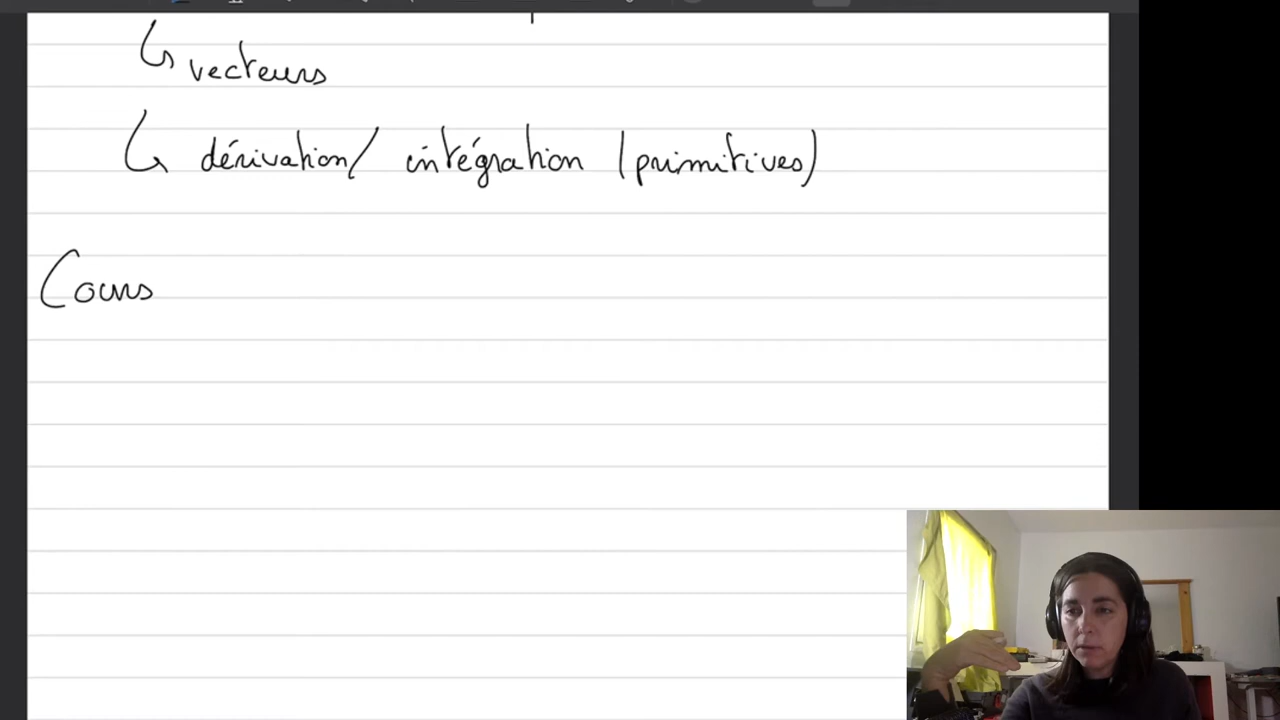 ↳ vecteurs
↳ dérivation/ intégration (primitives)
Cours